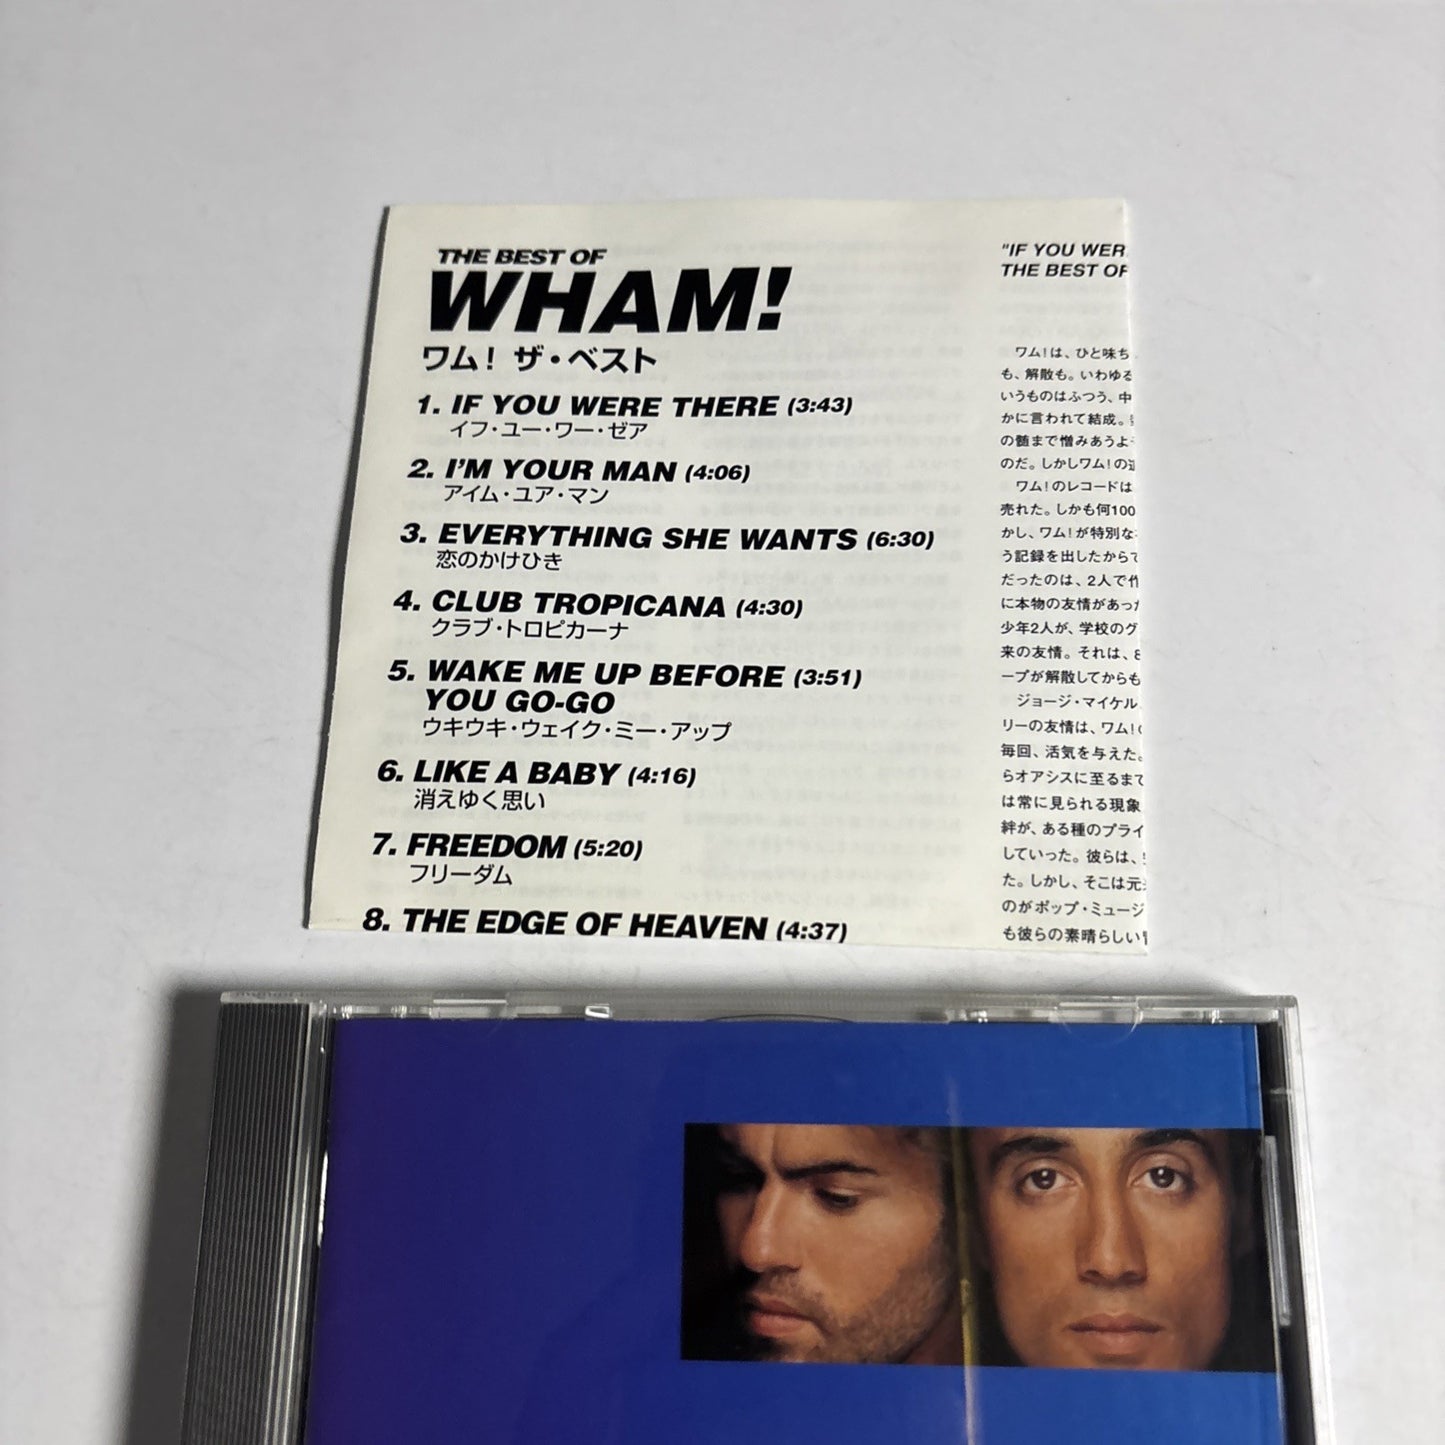 THE BEST OF
WHAM!
ワム！ ザ・ベスト
1. IF YOU WERE THERE (3:43)
イフ・ユー・ワー・ゼア
2. I'M YOUR MAN (4:06)
アイム・ユア・マン
3. EVERYTHING SHE WANTS (6:30)
恋のかけひき
4. CLUB TROPICANA (4:30)
クラブ・トロピカーナ
5. WAKE ME UP BEFORE (3:51)
YOU GO-GO
ウキウキ・ウェイク・ミー・アップ
6. LIKE A BABY (4:16)
消えゆく思い
7. FREEDOM (5:20)
フリーダム
8. THE EDGE OF HEAVEN (4:37)
"IF YOU WER
THE BEST OF
ワム！は、ひと味ち
も、解散も。いわゆる
いうものはふつう、中
かに言われて結成。
の髄まで憎みあうよ
のだ。しかしワム！の
ワム！のレコードは
売れた。しかも何100
かし、ワム！が特別な
う記録を出したからて
だったのは、2人で作
に本物の友情があった
少年2人が、学校のグ
来の友情。それは、8
ープが解散してからも
ジョージ・マイケル
リーの友情は、ワム！
毎回、活気を与えた。
らオアシスに至るまで
は常に見られる現象
絆が、ある種のプライ
していった。彼らは、
た。しかし、そこは元
のがポップ・ミュージ
も彼らの素晴らしい